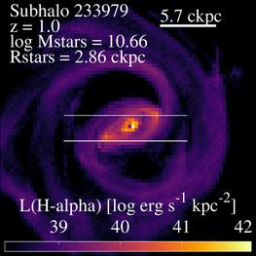 Subhalo 233979
z = 1.0
log Mstars = 10.66
Rstars = 2.86 ckpc
5.7 ckpc
L(H-alpha) [log erg s⁻¹ kpc⁻²]
39 40 41 42